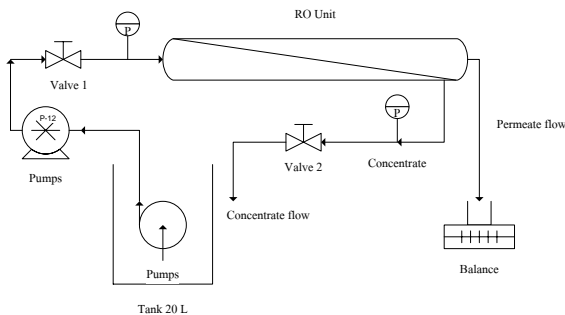 RO Unit
P
Valve 1
P-12
Pumps
P
Valve 2
Concentrate
Permeate flow
Concentrate flow
Pumps
Tank 20 L
Balance